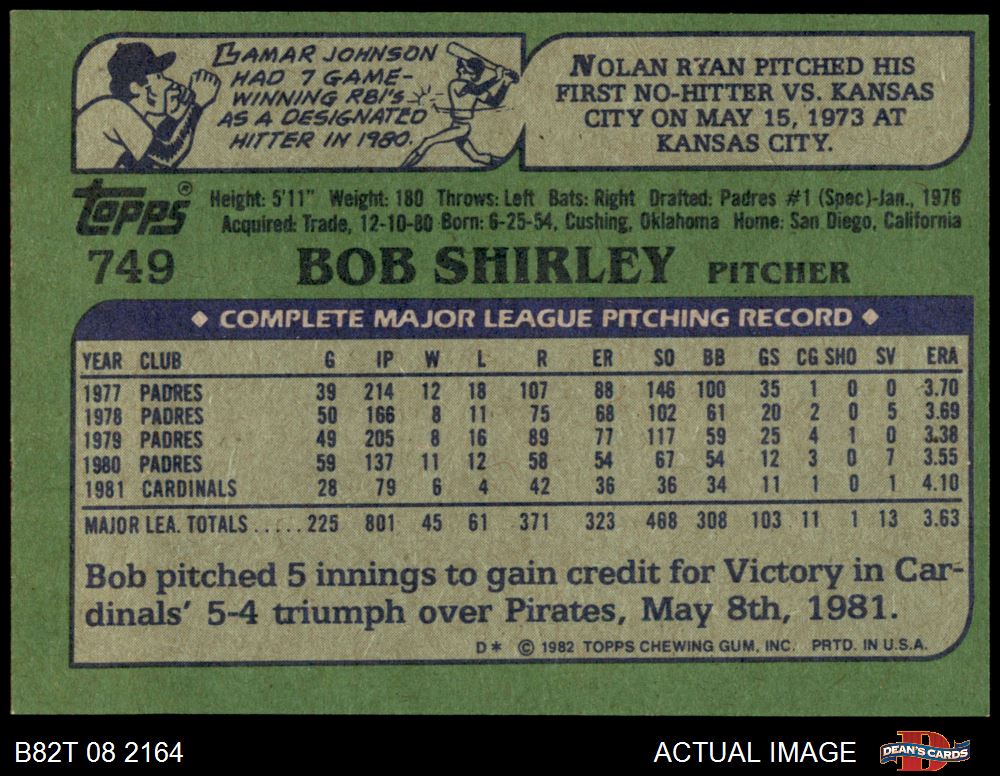 LAMAR JOHNSON
HAD 7 GAME-
WINNING RBI's
AS A DESIGNATED
HITTER IN 1980.
NOLAN RYAN PITCHED HIS
FIRST NO-HITTER VS. KANSAS
CITY ON MAY 15, 1973 AT
KANSAS CITY.
Topps®
Height: 5'11" Weight: 180 Throws: Left Bats: Right Drafted: Padres #1 (Spec)-Jan., 1976
Acquired: Trade, 12-10-80 Born: 6-25-54, Cushing, Oklahoma Home: San Diego, California
749 BOB SHIRLEY PITCHER
◆ COMPLETE MAJOR LEAGUE PITCHING RECORD ◆
YEAR CLUB G IP W L R ER SO BB GS CG SHO SV ERA
1977 PADRES 39 214 12 18 107 88 146 100 35 1 0 0 3.70
1978 PADRES 50 166 8 11 75 68 102 61 20 2 0 5 3.69
1979 PADRES 49 205 8 16 89 77 117 59 25 4 1 0 3.38
1980 PADRES 59 137 11 12 58 54 67 54 12 3 0 7 3.55
1981 CARDINALS 28 79 6 4 42 36 36 34 11 1 0 1 4.10
MAJOR LEA. TOTALS.....225 801 45 61 371 323 468 308 103 11 1 13 3.63
Bob pitched 5 innings to gain credit for Victory in Car-
dinals' 5-4 triumph over Pirates, May 8th, 1981.
D* © 1982 TOPPS CHEWING GUM, INC. PRTD. IN U.S.A.
B82T 08 2164 ACTUAL IMAGE DEAN'S CARDS